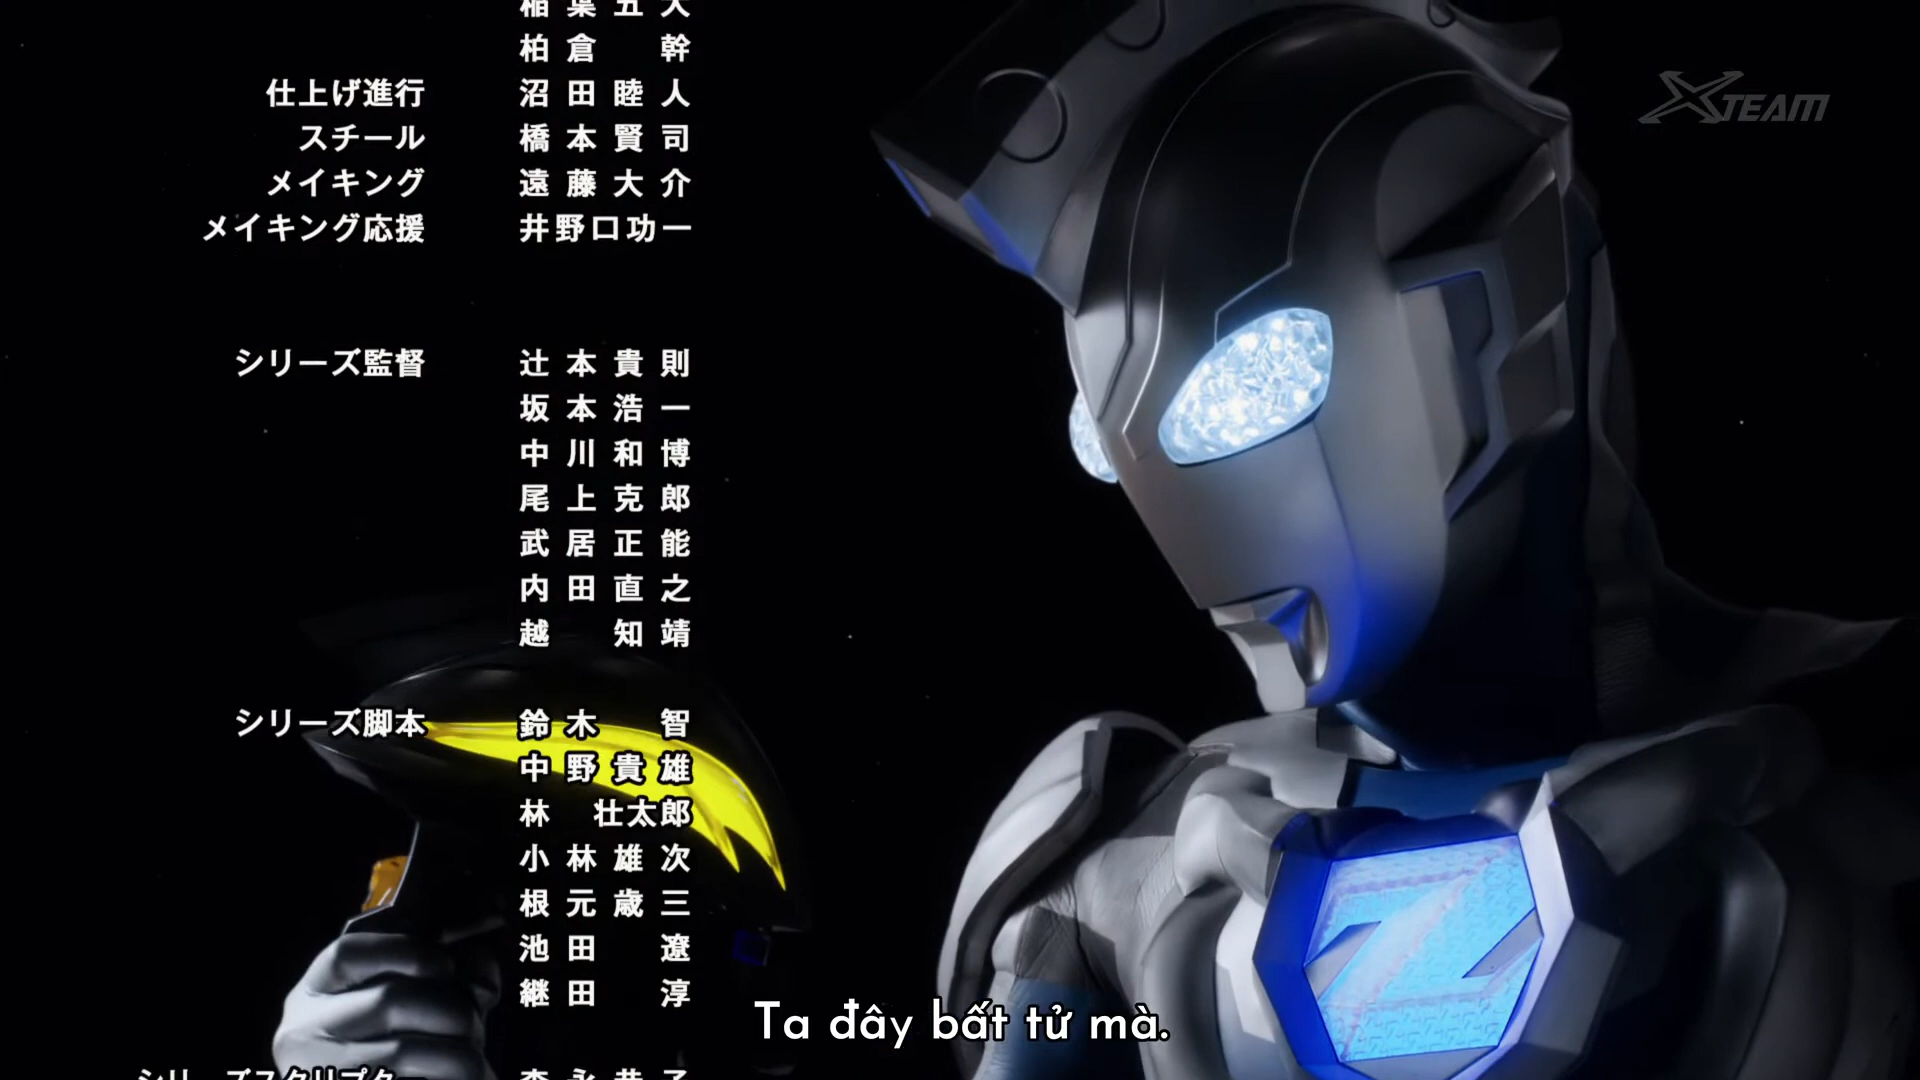 稲葉五大
柏倉 幹
仕上げ進行 沼田睦人
スチール 橋本賢司
メイキング 遠藤大介
メイキング応援 井野口功一
シリーズ監督 辻本貴則
坂本浩一
中川和博
尾上克郎
武居正能
内田直之
越 知靖
シリーズ脚本 鈴木 智
中野貴雄
林 壮太郎
小林雄次
根元歳三
池田 遼
継田 淳
Ta đây bất tử mà.
XTEAM